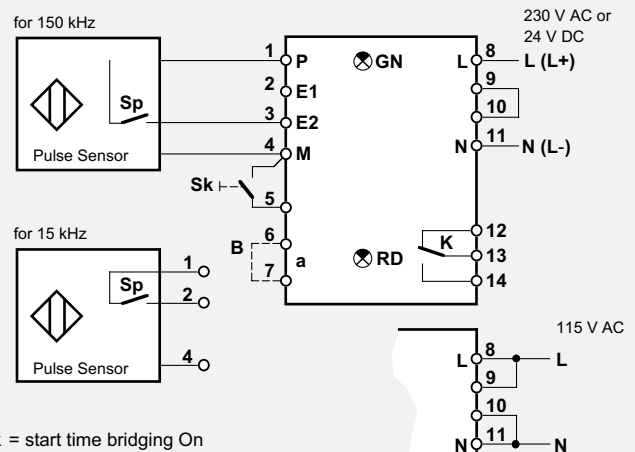 for 150 kHz
230 V AC or
24 V DC
Sp
Pulse Sensor
1
2
3
4
5
6
7
P
E1
E2
M
Sk
B
a
GN
RD
L
N
K
8
9
10
11
12
13
14
L (L+)
N (L-)
for 15 kHz
Sp
Pulse Sensor
1
2
4
115 V AC
L
8
L
9
10
N
11
N
= start time bridging On